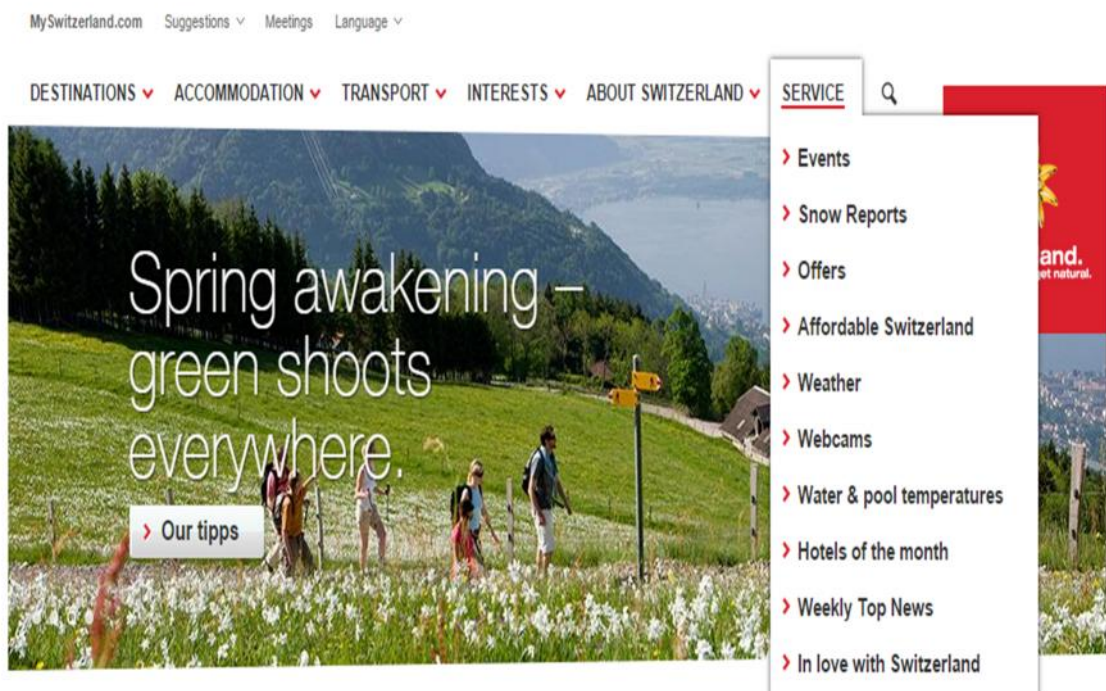 MySwitzerland.com Suggestions Meetings Language
DESTINATIONS ACCOMMODATION TRANSPORT INTERESTS ABOUT SWITZERLAND SERVICE
Spring awakening –
green shoots
everywhere.
Our tipps
Events
Snow Reports
Offers
Affordable Switzerland
Weather
Webcams
Water & pool temperatures
Hotels of the month
Weekly Top News
In love with Switzerland
and.
get natural.